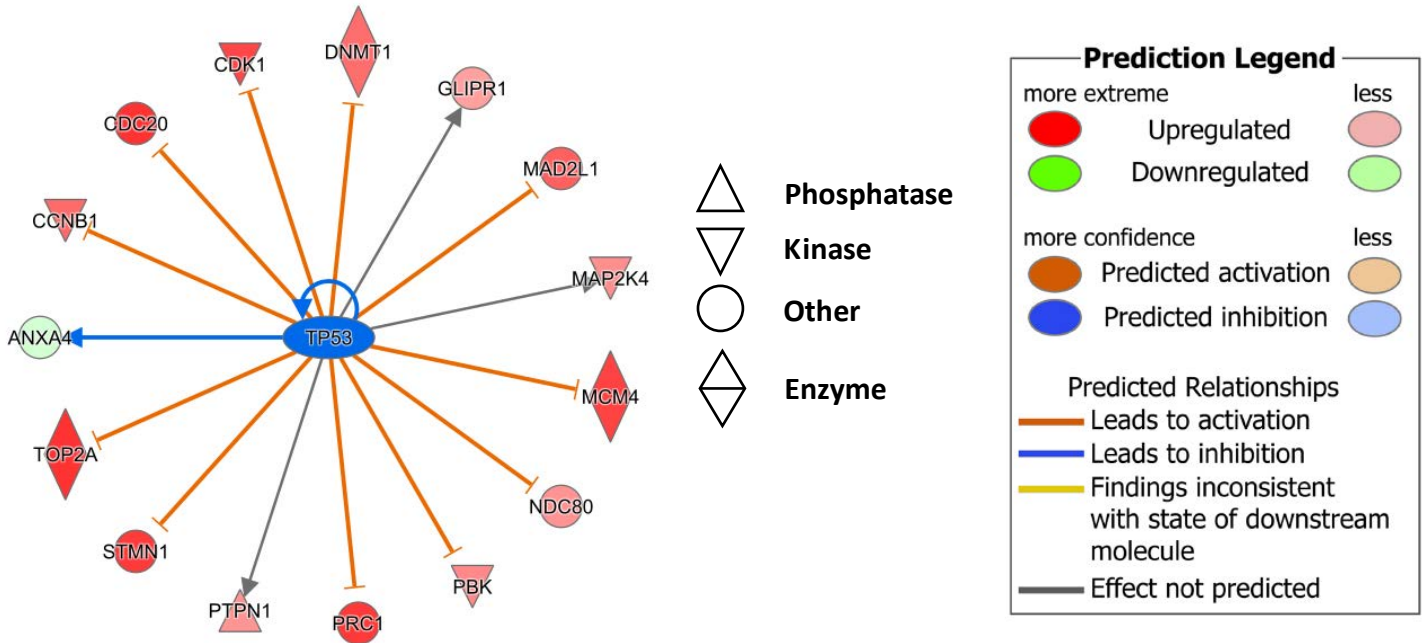 DNMT1
CDK1
GLIPR1
CDC20
MAD2L1
CCNB1
MAP2K4
ANXA4
TP53
MCM4
TOP2A
NDC80
STMN1
PBK
PTPN1
PRC1
Phosphatase
Kinase
Other
Enzyme
Prediction Legend
more extreme less
Upregulated
Downregulated
more confidence less
Predicted activation
Predicted inhibition
Predicted Relationships
Leads to activation
Leads to inhibition
Findings inconsistent
with state of downstream
molecule
Effect not predicted